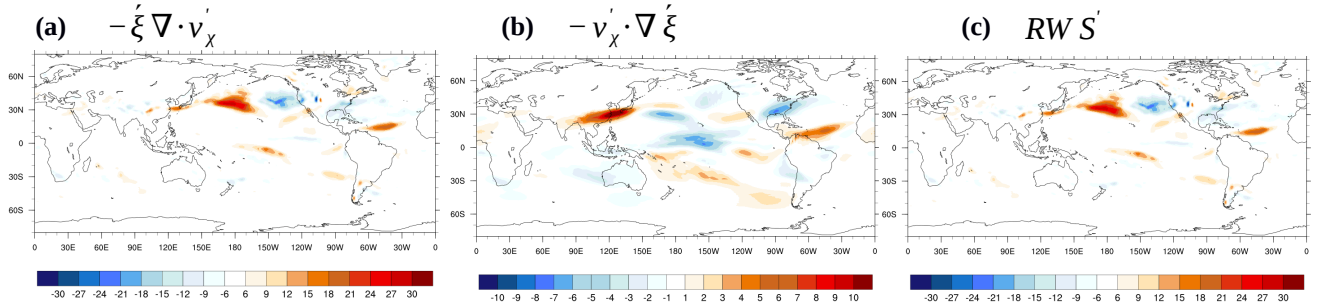 (a) − ξ́ ∇·v′χ
(b) − v′χ·∇ ξ́
(c) RW S′
60N
30N
0
30S
60S
0 30E 60E 90E 120E 150E 180 150W 120W 90W 60W 30W 0
60N
30N
0
30S
60S
0 30E 60E 90E 120E 150E 180 150W 120W 90W 60W 30W 0
60N
30N
0
30S
60S
0 30E 60E 90E 120E 150E 180 150W 120W 90W 60W 30W 0
-30 -27 -24 -21 -18 -15 -12 -9 -6 6 9 12 15 18 21 24 27 30
-10 -9 -8 -7 -6 -5 -4 -3 -2 -1 1 2 3 4 5 6 7 8 9 10
-30 -27 -24 -21 -18 -15 -12 -9 -6 6 9 12 15 18 21 24 27 30